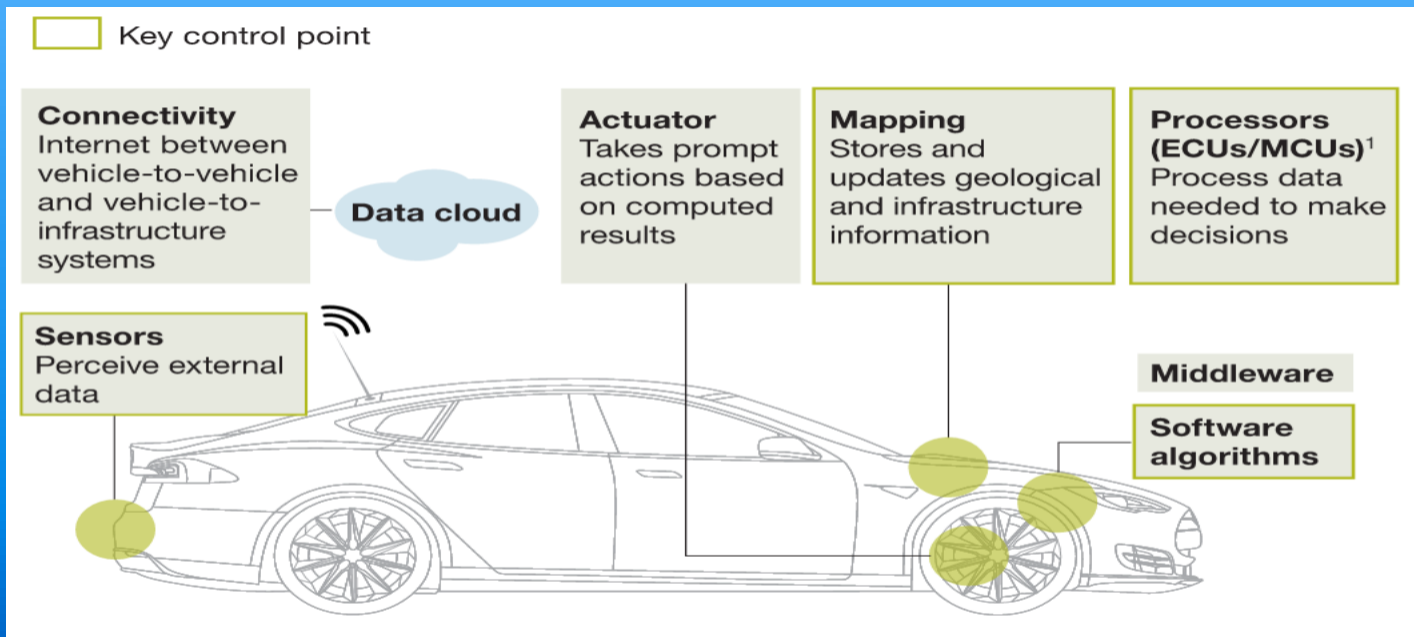 Key control point
Connectivity
Internet between
vehicle-to-vehicle
and vehicle-to-
infrastructure
systems
Data cloud
Actuator
Takes prompt
actions based
on computed
results
Mapping
Stores and
updates geological
and infrastructure
information
Processors
(ECUs/MCUs)¹
Process data
needed to make
decisions
Sensors
Perceive external
data
Middleware
Software
algorithms